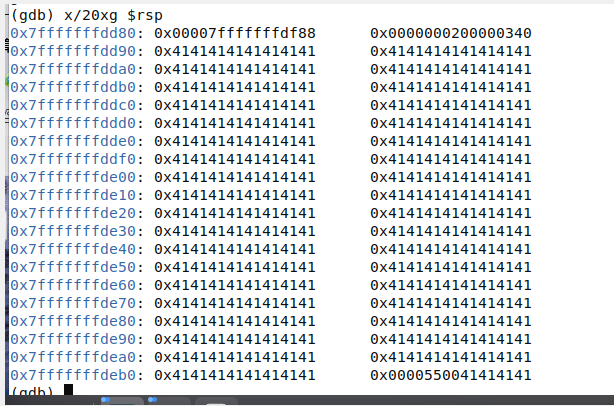 (gdb) x/20xg $rsp
0x7fffffffdd80: 0x00007fffffffdf88 0x0000000200000340
0x7fffffffdd90: 0x4141414141414141 0x4141414141414141
0x7fffffffdda0: 0x4141414141414141 0x4141414141414141
0x7fffffffddb0: 0x4141414141414141 0x4141414141414141
0x7fffffffddc0: 0x4141414141414141 0x4141414141414141
0x7fffffffddd0: 0x4141414141414141 0x4141414141414141
0x7fffffffdde0: 0x4141414141414141 0x4141414141414141
0x7fffffffddf0: 0x4141414141414141 0x4141414141414141
0x7fffffffde00: 0x4141414141414141 0x4141414141414141
0x7fffffffde10: 0x4141414141414141 0x4141414141414141
0x7fffffffde20: 0x4141414141414141 0x4141414141414141
0x7fffffffde30: 0x4141414141414141 0x4141414141414141
0x7fffffffde40: 0x4141414141414141 0x4141414141414141
0x7fffffffde50: 0x4141414141414141 0x4141414141414141
0x7fffffffde60: 0x4141414141414141 0x4141414141414141
0x7fffffffde70: 0x4141414141414141 0x4141414141414141
0x7fffffffde80: 0x4141414141414141 0x4141414141414141
0x7fffffffde90: 0x4141414141414141 0x4141414141414141
0x7fffffffdea0: 0x4141414141414141 0x4141414141414141
0x7fffffffdeb0: 0x4141414141414141 0x0000550041414141
(gdb)